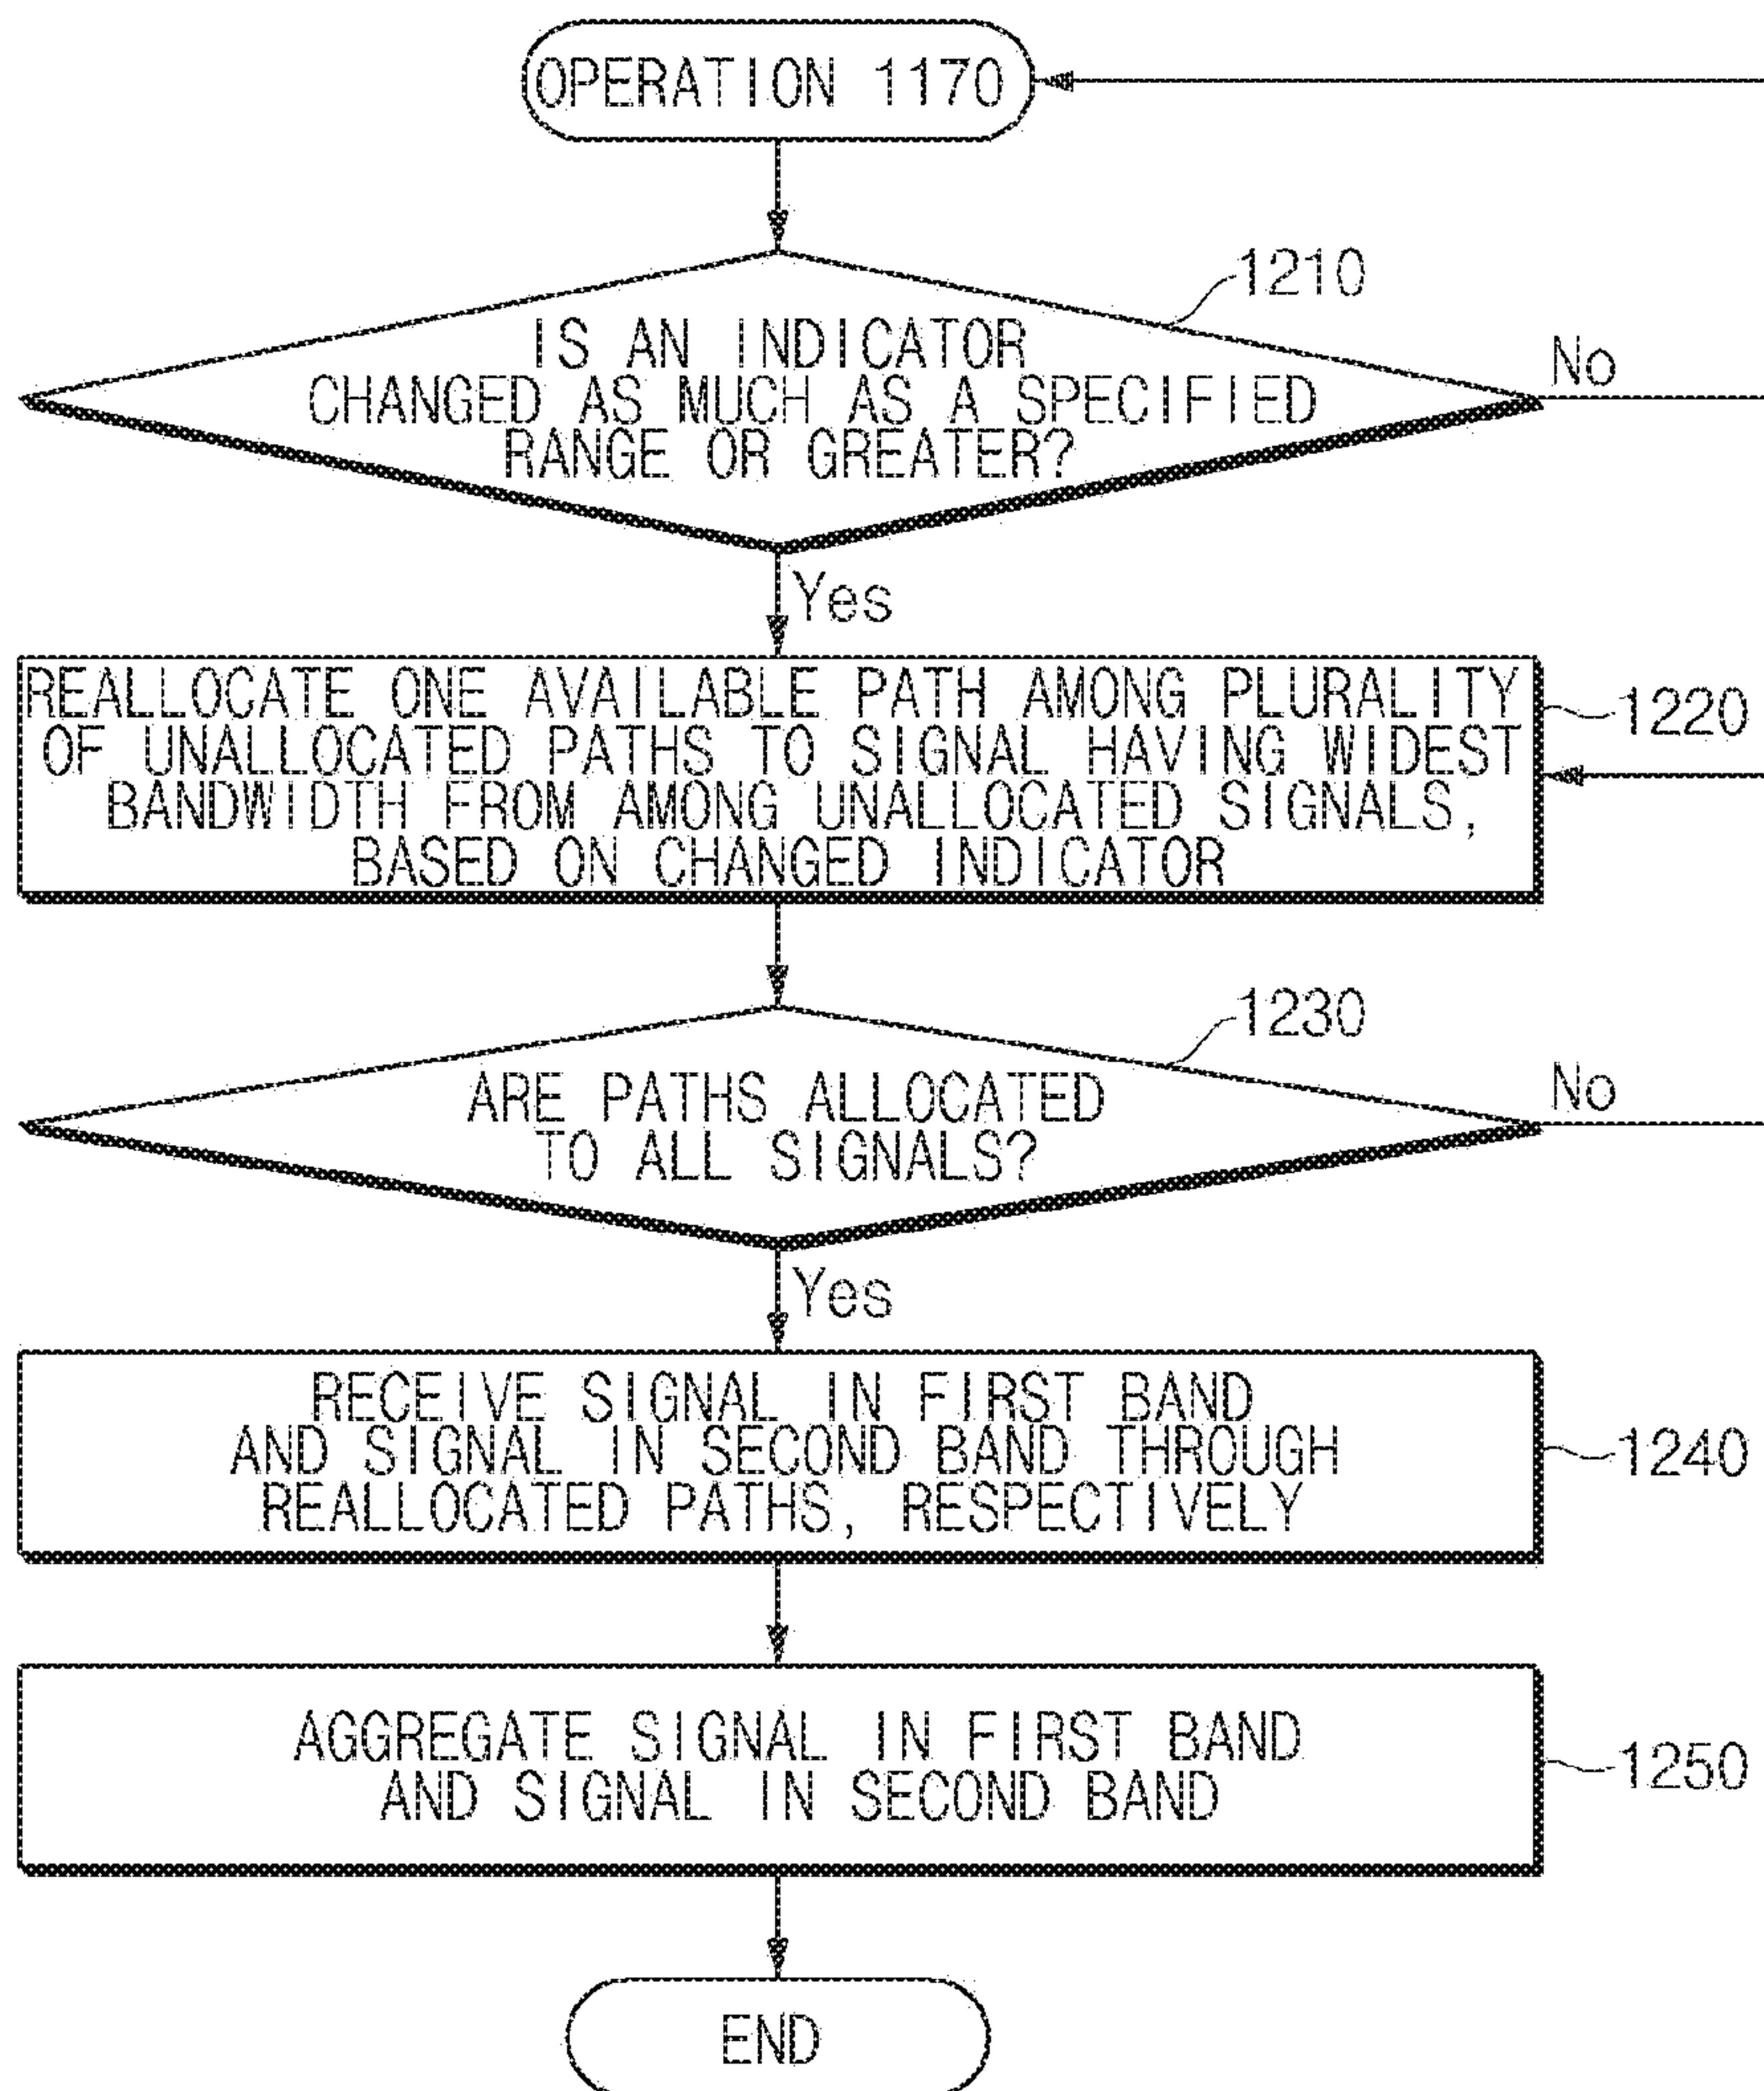 OPERATION 1170
1210
IS AN INDICATOR
CHANGED AS MUCH AS A SPECIFIED
RANGE OR GREATER?
No
Yes
REALLOCATE ONE AVAILABLE PATH AMONG PLURALITY
OF UNALLOCATED PATHS TO SIGNAL HAVING WIDEST
BANDWIDTH FROM AMONG UNALLOCATED SIGNALS,
BASED ON CHANGED INDICATOR
1220
1230
ARE PATHS ALLOCATED
TO ALL SIGNALS?
No
Yes
RECEIVE SIGNAL IN FIRST BAND
AND SIGNAL IN SECOND BAND THROUGH
REALLOCATED PATHS, RESPECTIVELY
1240
AGGREGATE SIGNAL IN FIRST BAND
AND SIGNAL IN SECOND BAND
1250
END